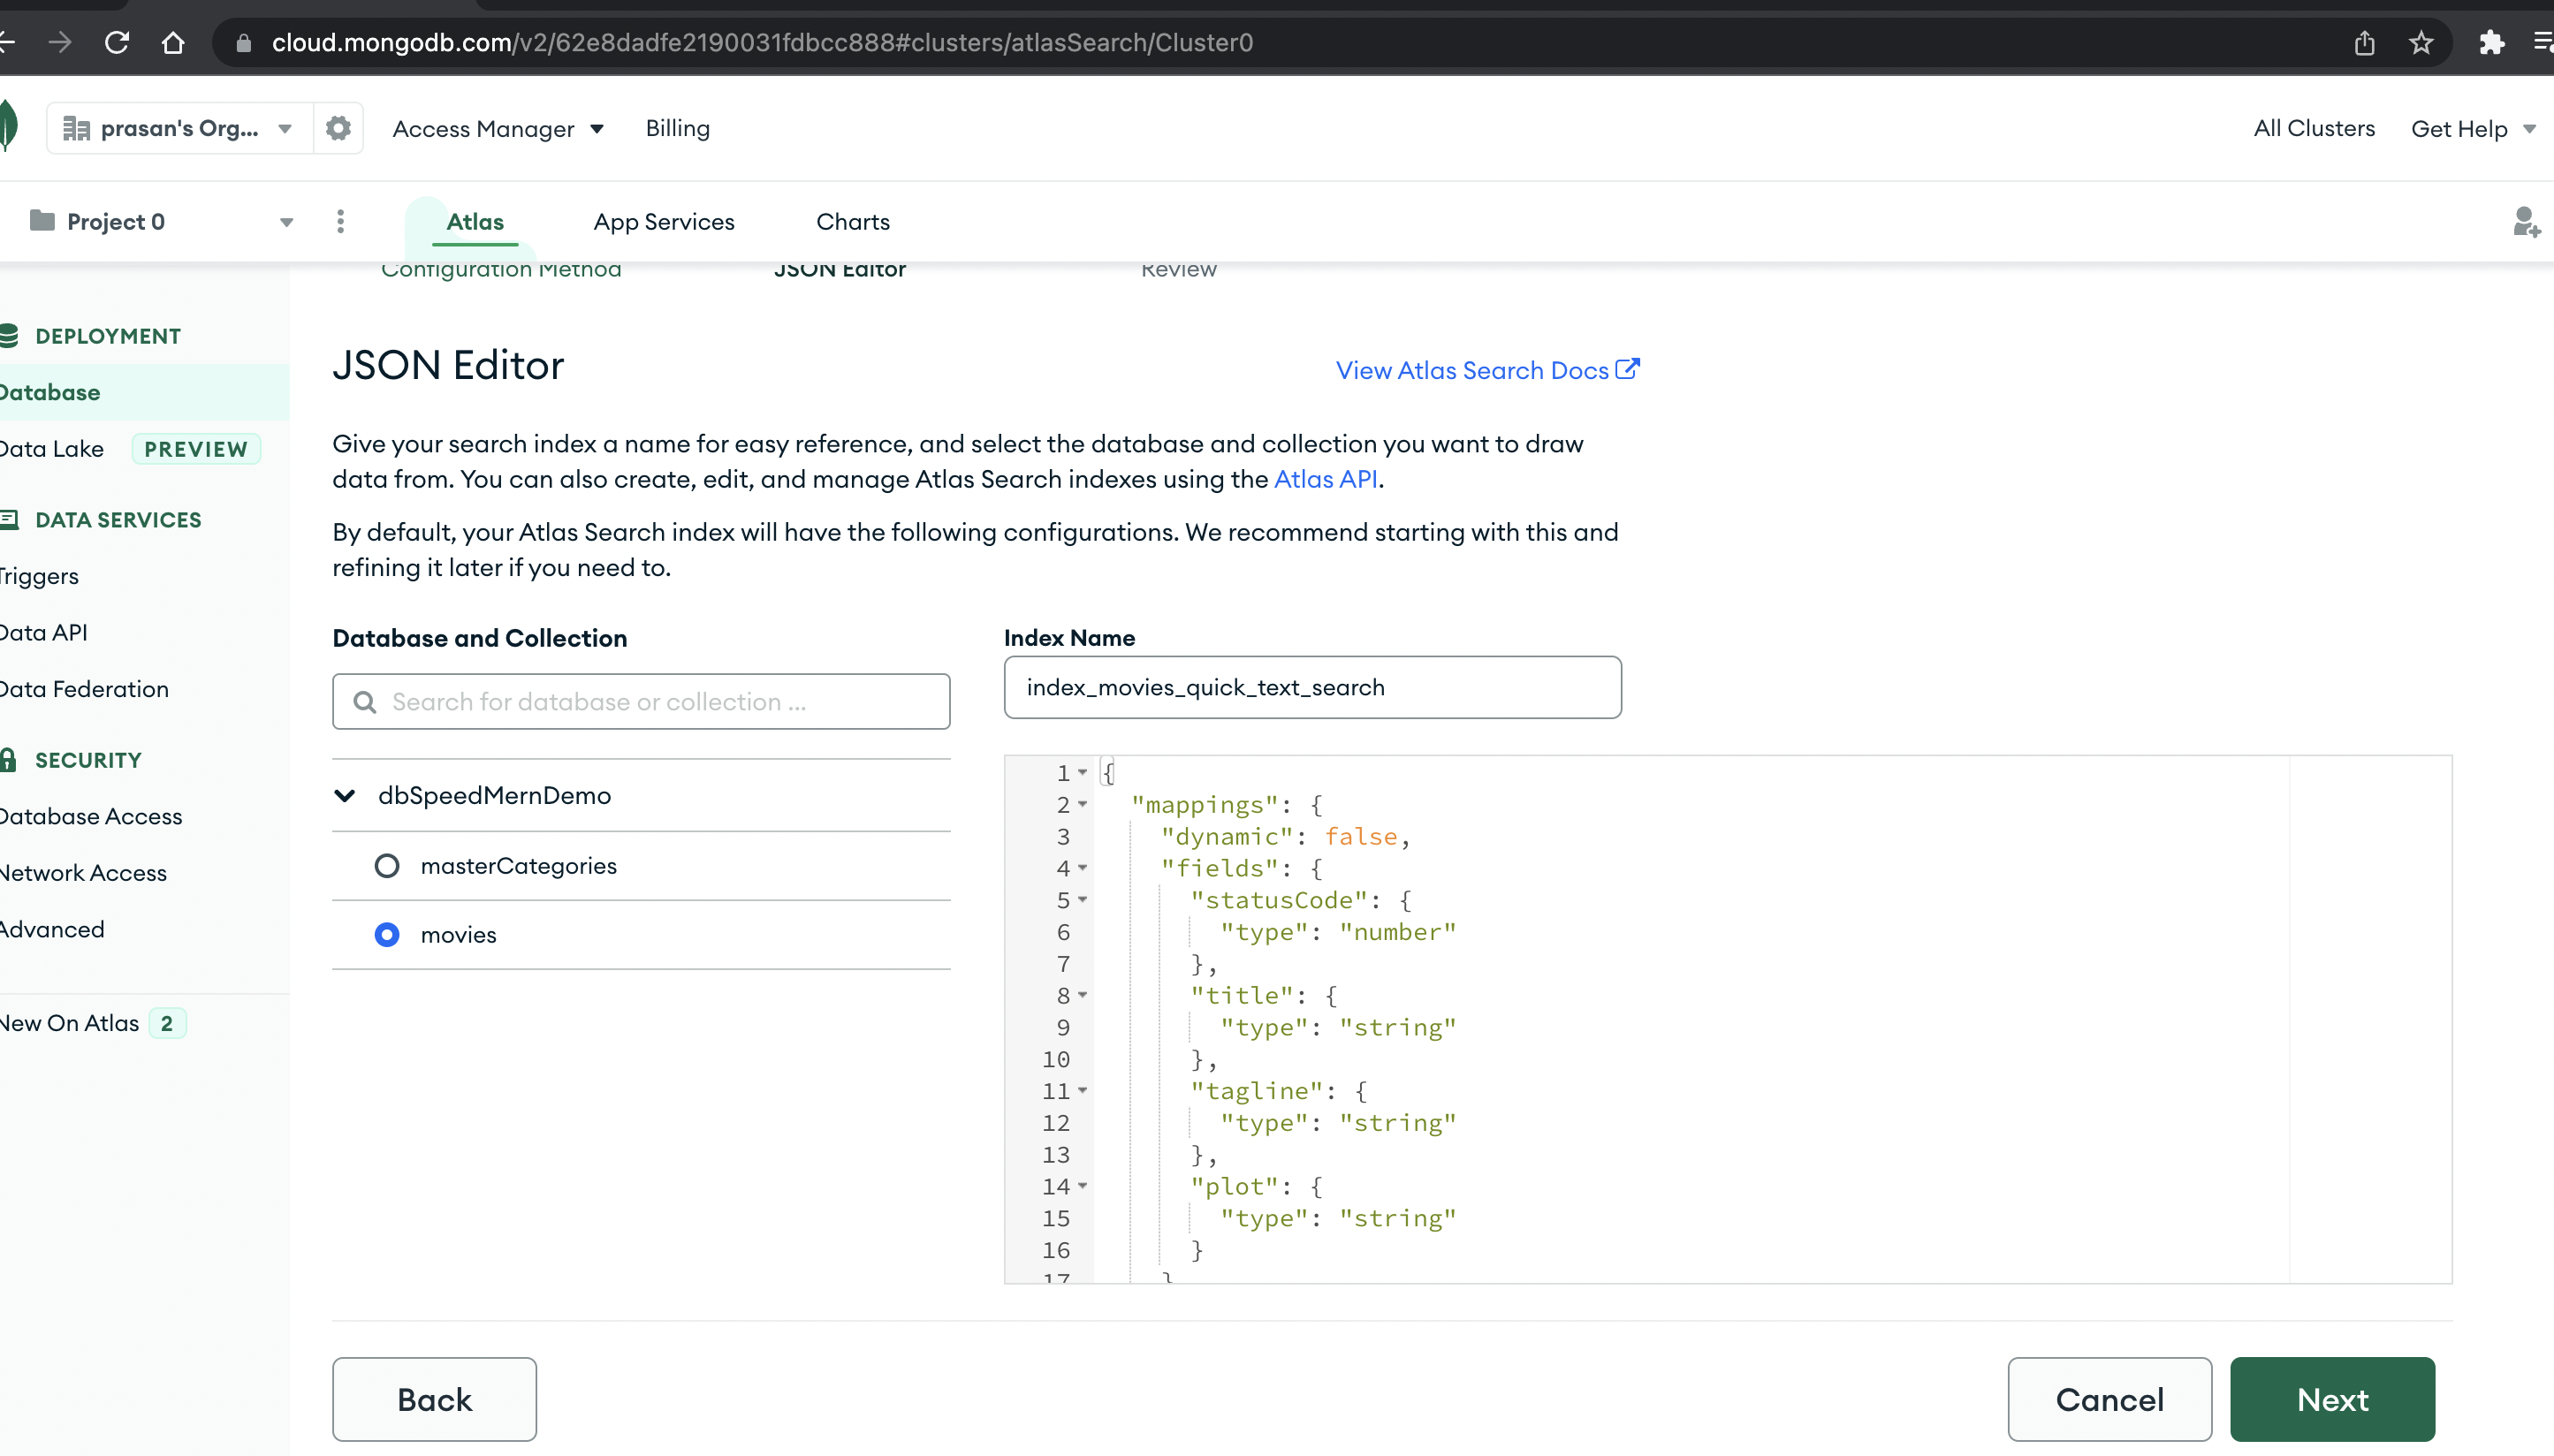 cloud.mongodb.com/v2/62e8dadfe2190031fdbcc888#clusters/atlasSearch/Cluster0
prasan's Org...
Access Manager
Billing
All Clusters
Get Help
Project 0
Atlas
App Services
Charts
Configuration Method
JSON Editor
Review
DEPLOYMENT
Database
Data Lake PREVIEW
DATA SERVICES
Triggers
Data API
Data Federation
SECURITY
Database Access
Network Access
Advanced
New On Atlas 2
JSON Editor
View Atlas Search Docs
Give your search index a name for easy reference, and select the database and collection you want to draw
data from. You can also create, edit, and manage Atlas Search indexes using the Atlas API.
By default, your Atlas Search index will have the following configurations. We recommend starting with this and
refining it later if you need to.
Database and Collection
Search for database or collection ...
dbSpeedMernDemo
masterCategories
movies
Index Name
index_movies_quick_text_search
1 {
2 "mappings": {
3 "dynamic": false,
4 "fields": {
5 "statusCode": {
6 "type": "number"
7 },
8 "title": {
9 "type": "string"
10 },
11 "tagline": {
12 "type": "string"
13 },
14 "plot": {
15 "type": "string"
16 }
17 }
Back
Cancel
Next